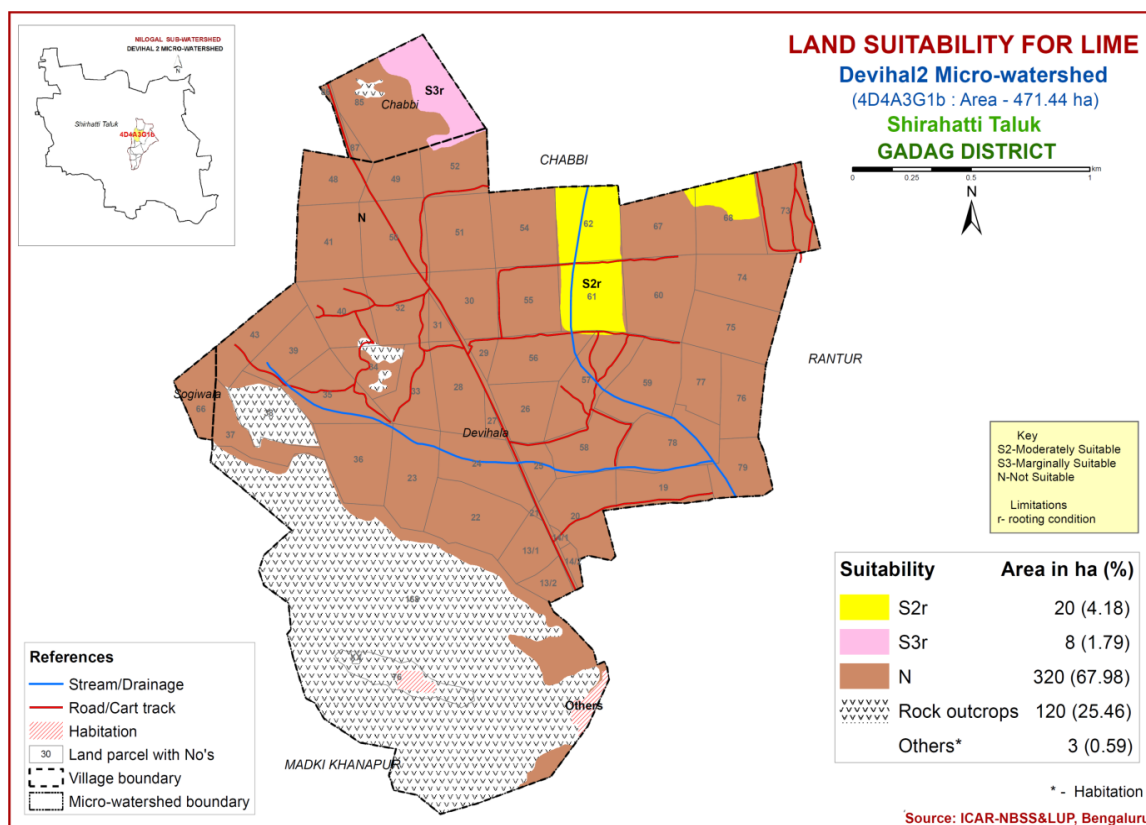 LAND SUITABILITY FOR LIME
Devihal2 Micro-watershed
(4D4A3G1b : Area - 471.44 ha)
Shirahatti Taluk
GADAG DISTRICT
0 0.25 0.5 1 km
N
NILOGAL SUB-WATERSHED
DEVIHAL 2 MICRO-WATERSHED
N
Shirhatti Taluk
4D4A3G1b
S3r
Chabbi
65
67
CHABBI
52
48 49
N
41 50 51 54 62 67 68 73
S2r
61
74
40 32 31 30 55 60
75
RANTUR
43 39 29 56
34 33 28 57 59 77
35 27 26 76
Sogiwala
66
38
37
Devihala
58 78
36 23 24 25 79
19
22 21 20
14/1
13/1
14/
13/2
169
76
Others
MADKI KHANAPUR
Key
S2-Moderately Suitable
S3-Marginally Suitable
N-Not Suitable
Limitations
r- rooting condition
Suitability Area in ha (%)
S2r 20 (4.18)
S3r 8 (1.79)
N 320 (67.98)
Rock outcrops 120 (25.46)
Others* 3 (0.59)
* - Habitation
Source: ICAR-NBSS&LUP, Bengaluru
References
Stream/Drainage
Road/Cart track
Habitation
30 Land parcel with No's
Village boundary
Micro-watershed boundary